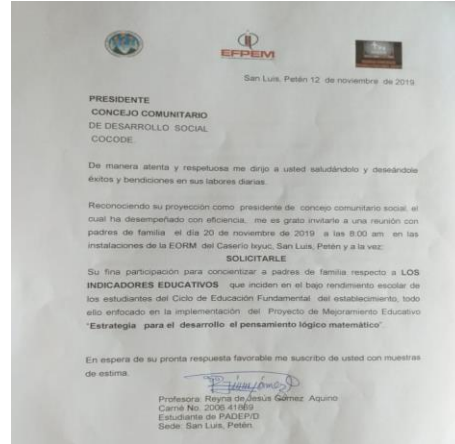 EFPEM
San Luis, Petén 12 de noviembre de 2019
PRESIDENTE
CONCEJO COMUNITARIO
DE DESARROLLO SOCIAL
COCODE
De manera atenta y respetuosa me dirijo a usted saludándolo y deseándole
éxitos y bendiciones en sus labores diarias.
Reconociendo su proyección como presidente de concejo comunitario social, el
cual ha desempeñado con eficiencia, me es grato invitarle a una reunión con
padres de familia el día 20 de noviembre de 2019 a las 8:00 am en las
instalaciones de la EORM del Caserío Ixyuc, San Luis, Petén y a la vez:
SOLICITARLE
Su fina participación para concientizar a padres de familia respecto a LOS
INDICADORES EDUCATIVOS que inciden en el bajo rendimiento escolar de
los estudiantes del Ciclo de Educación Fundamental del establecimiento, todo
ello enfocado en la implementación del Proyecto de Mejoramiento Educativo
"Estrategia para el desarrollo el pensamiento lógico matemático".
En espera de su pronta respuesta favorable me suscribo de usted con muestras
de estima.
Profesora: Reyna de Jesús Gómez Aquino
Carné No. 2006 41869
Estudiante de PADEP/D
Sede: San Luis, Petén.